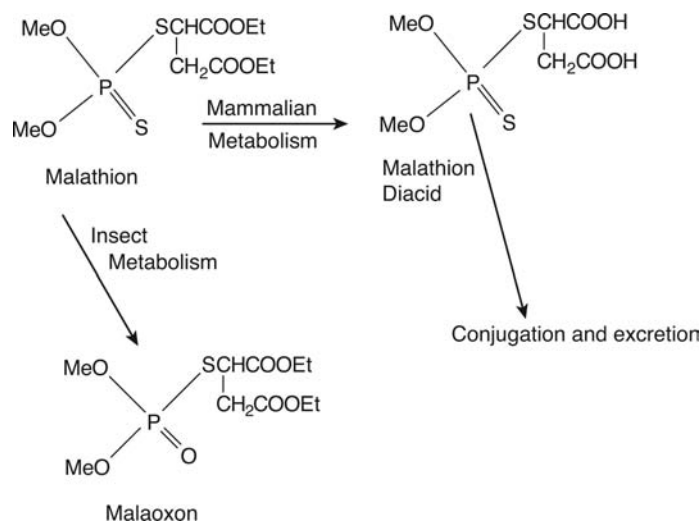 MeO
SCHCOOEt
CH2COOEt
P
MeO
S
Malathion
Mammalian
Metabolism
MeO
SCHCOOH
CH2COOH
P
MeO
S
Malathion
Diacid
Insect
Metabolism
Conjugation and excretion
MeO
SCHCOOEt
CH2COOEt
P
MeO
O
Malaoxon